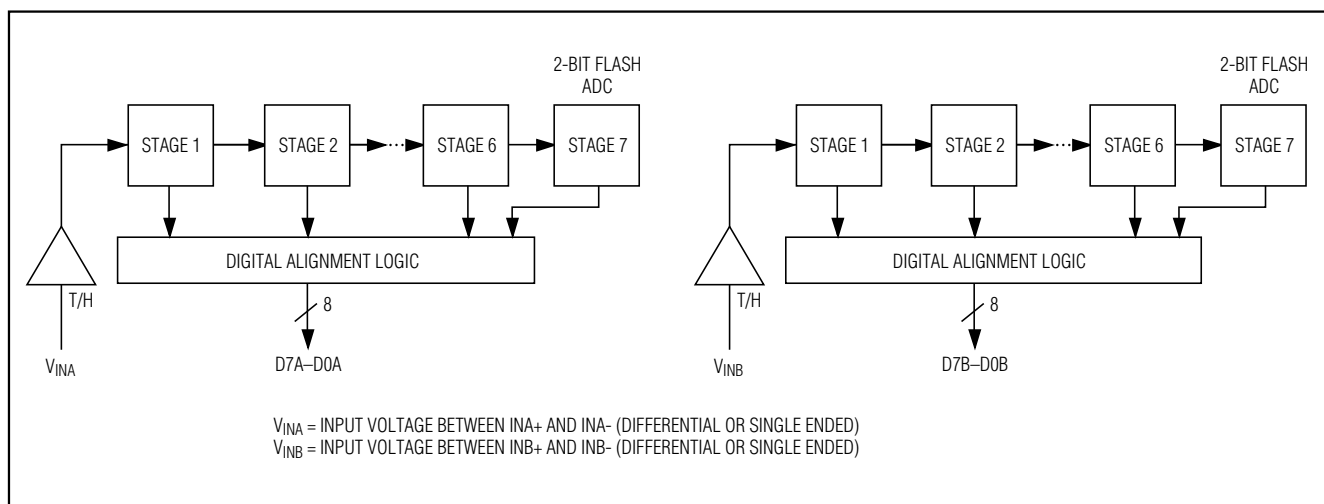 2-BIT FLASH
ADC
STAGE 1
STAGE 2
...
STAGE 6
STAGE 7
DIGITAL ALIGNMENT LOGIC
T/H
8
VINA
D7A–D0A
2-BIT FLASH
ADC
STAGE 1
STAGE 2
...
STAGE 6
STAGE 7
DIGITAL ALIGNMENT LOGIC
T/H
8
VINB
D7B–D0B
VINA = INPUT VOLTAGE BETWEEN INA+ AND INA- (DIFFERENTIAL OR SINGLE ENDED)
VINB = INPUT VOLTAGE BETWEEN INB+ AND INB- (DIFFERENTIAL OR SINGLE ENDED)